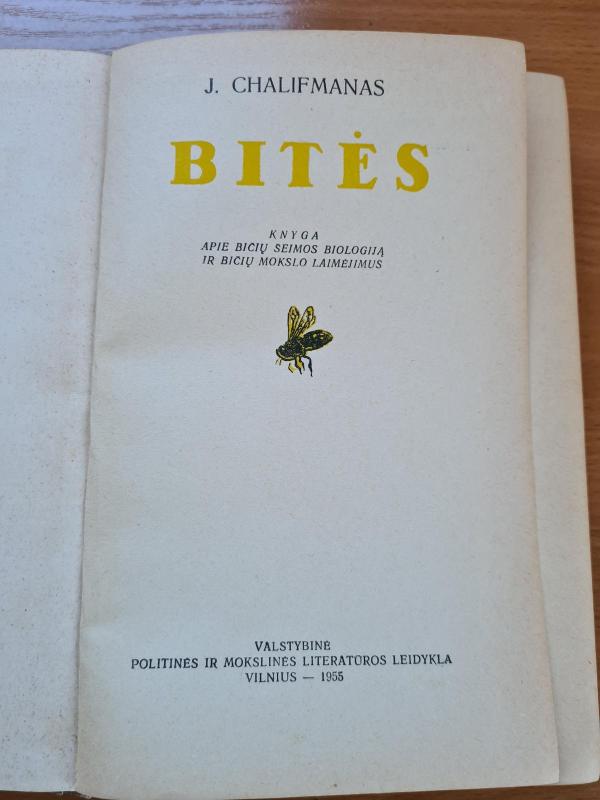 J. CHALIFMANAS
BITĖS
KNYGA
APIE BIČIŲ ŠEIMOS BIOLOGIJĄ
IR BIČIŲ MOKSLO LAIMĖJIMUS
VALSTYBINĖ
POLITINĖS IR MOKSLINĖS LITERATŪROS LEIDYKLA
VILNIUS — 1955